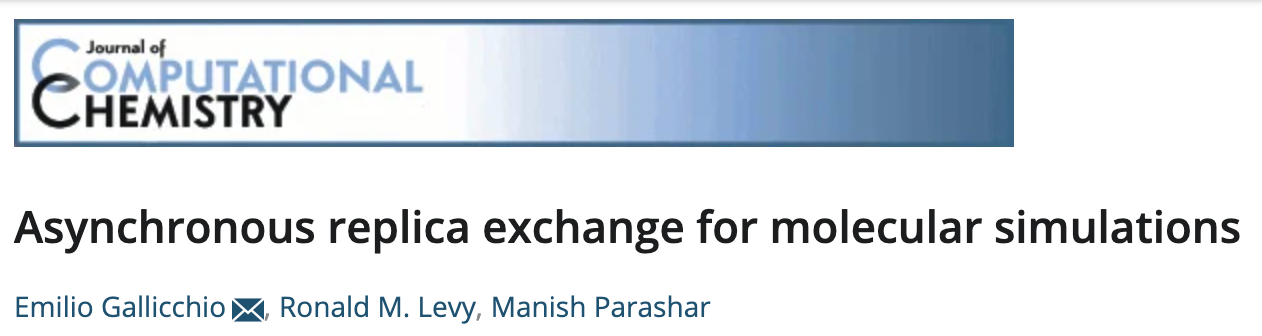 Journal of
COMPUTATIONAL
CHEMISTRY
Asynchronous replica exchange for molecular simulations
Emilio Gallicchio, Ronald M. Levy, Manish Parashar